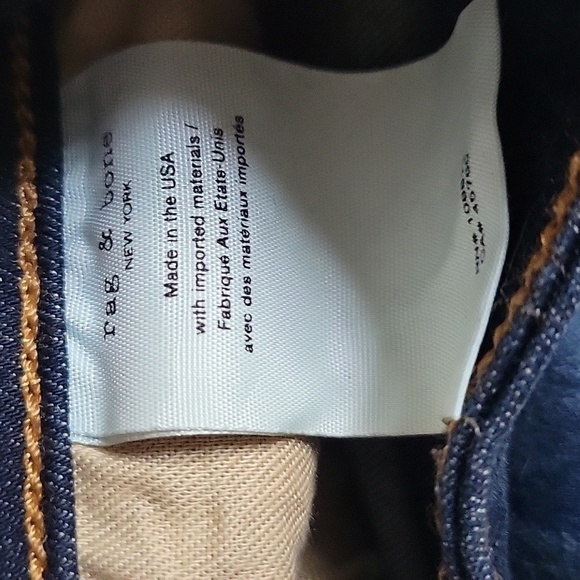 rag & bone
NEW YORK
Made in the USA
with imported materials /
Fabriqué Aux Etats-Unis
avec des matériaux importés
CA#